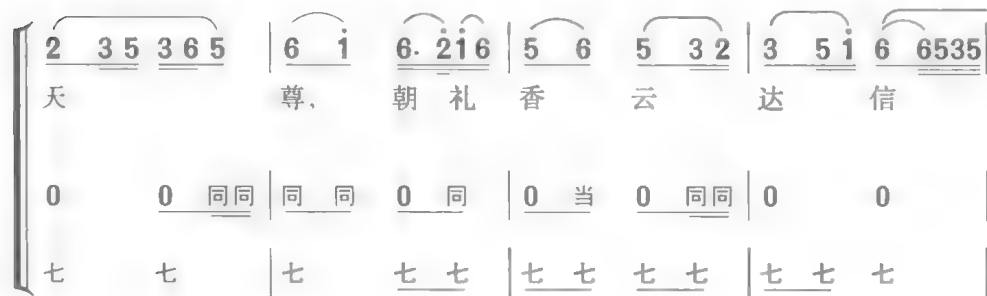 2 35 365 | 6 i̇ 6. 2̇i̇6 | 5 6 5 32 | 3 5i̇ 6 6535
天 尊, 朝 礼 香 云 达 信
0 0 同同 | 同 同 0 同 | 0 当 0 同同 | 0 0
七 七 | 七 七 七 | 七 七 七 七 | 七 七 七